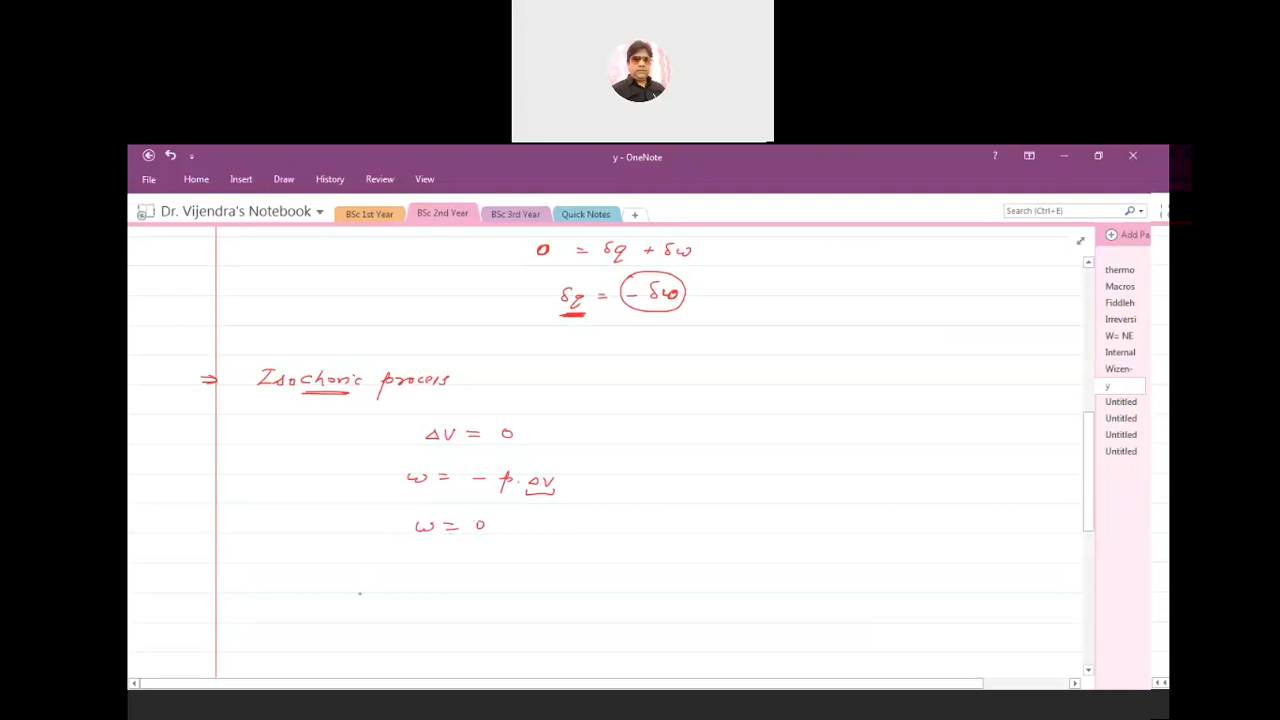 y - OneNote
File Home Insert Draw History Review View
Dr. Vijendra's Notebook BSc 1st Year BSc 2nd Year BSc 3rd Year Quick Notes
Search (Ctrl+E)
Add Pa
0 = δq + δw
δq = - δw
⇒ Isochoric process
ΔV = 0
w = - p. ΔV
w = 0
thermo
Macros
Fiddleh
Irreversi
W= NE
Internal
Wizen-
y
Untitled
Untitled
Untitled
Untitled